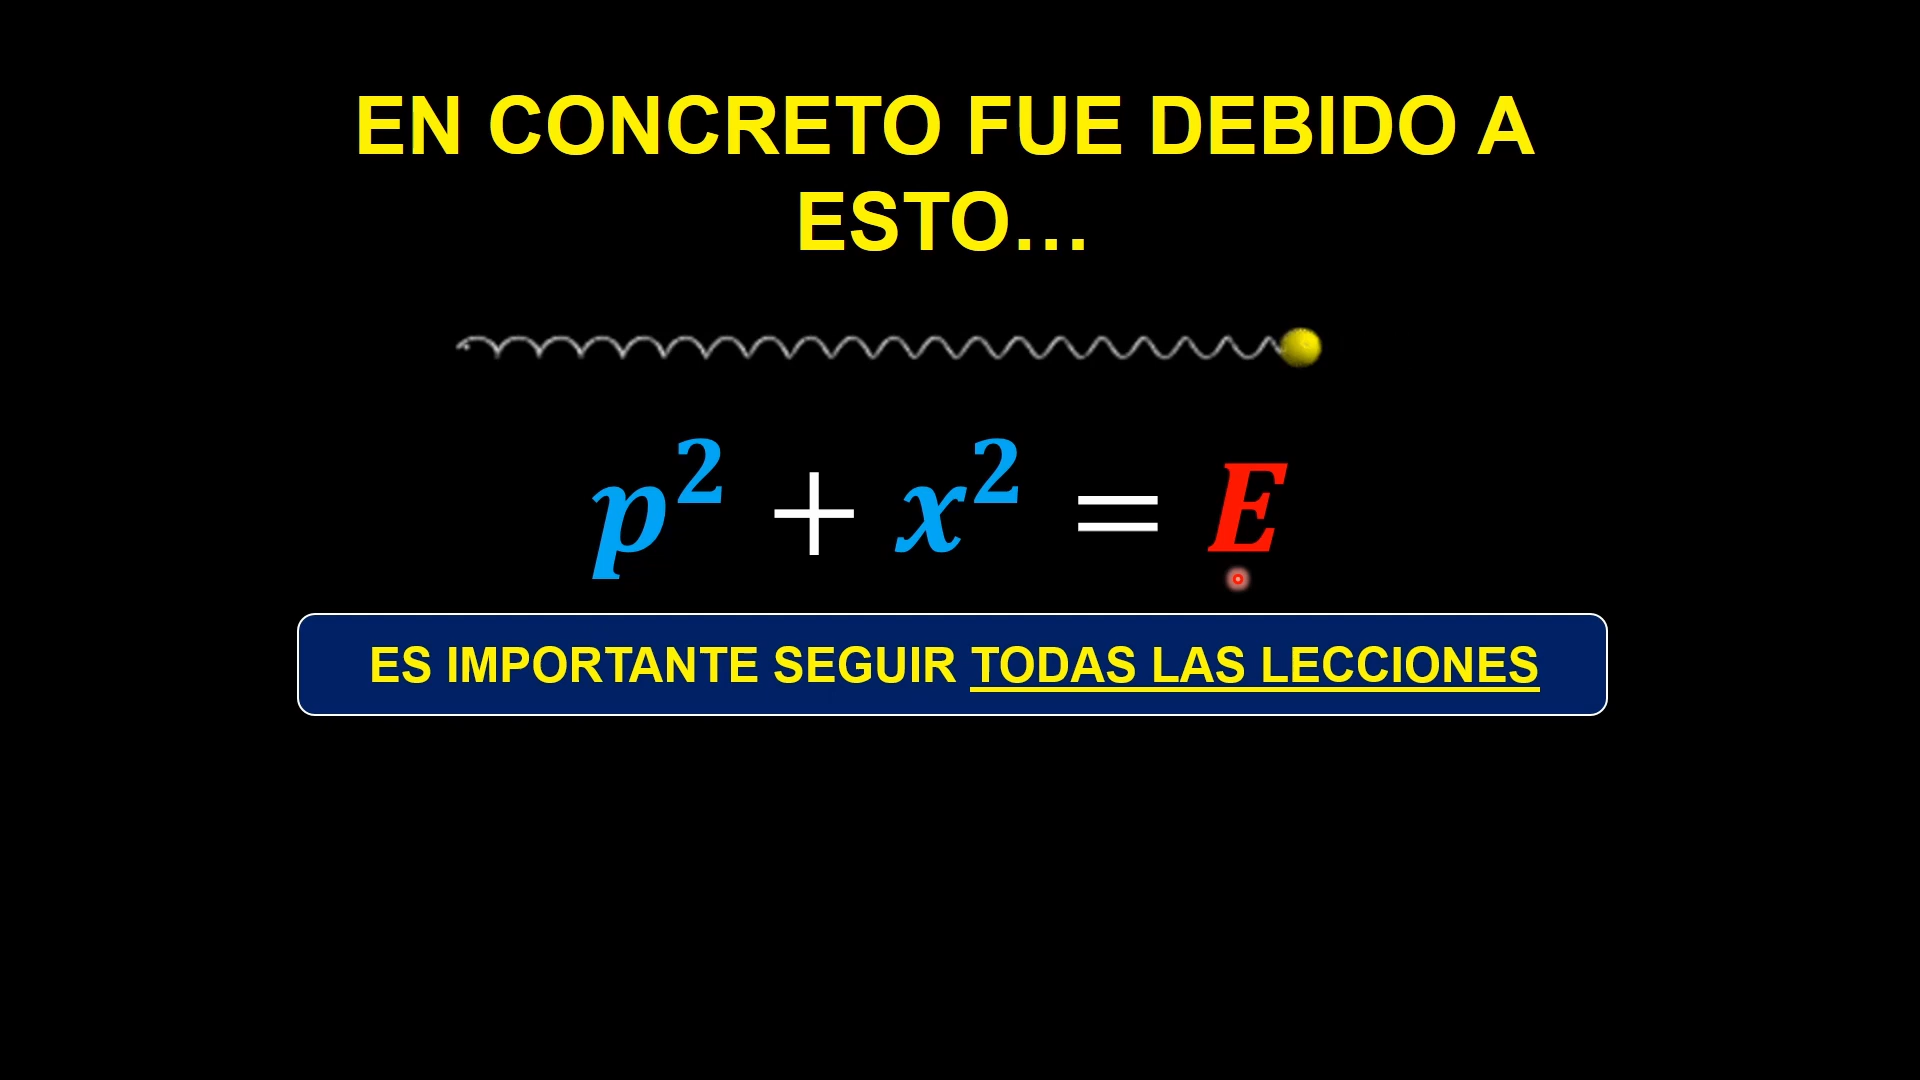 EN CONCRETO FUE DEBIDO A
ESTO...
p² + x² = E
ES IMPORTANTE SEGUIR TODAS LAS LECCIONES